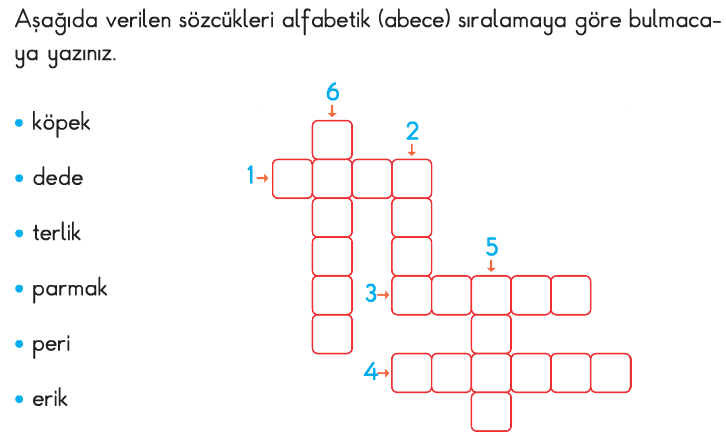 Aşağıda verilen sözcükleri alfabetik (abece) sıralamaya göre bulmaca-
ya yazınız.
• köpek
• dede
• terlik
• parmak
• peri
• erik
6
2
1
5
3
4